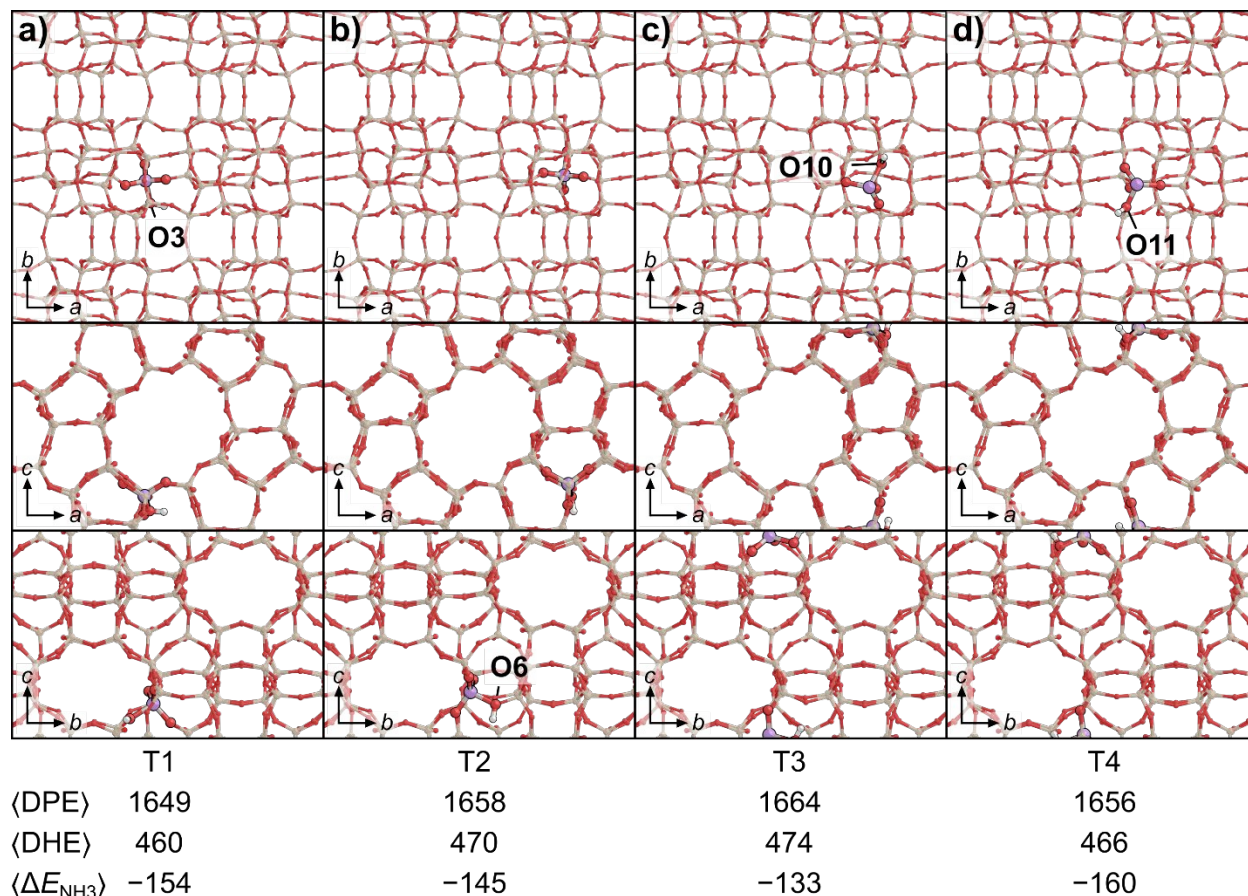 a) b) c) d)
O3
O10
O11
b a b a b a b a
c a c a c a c a
O6
c b c b c b c b
T1 T2 T3 T4
⟨DPE⟩ 1649 1658 1664 1656
⟨DHE⟩ 460 470 474 466
⟨ΔE_NH3⟩ −154 −145 −133 −160